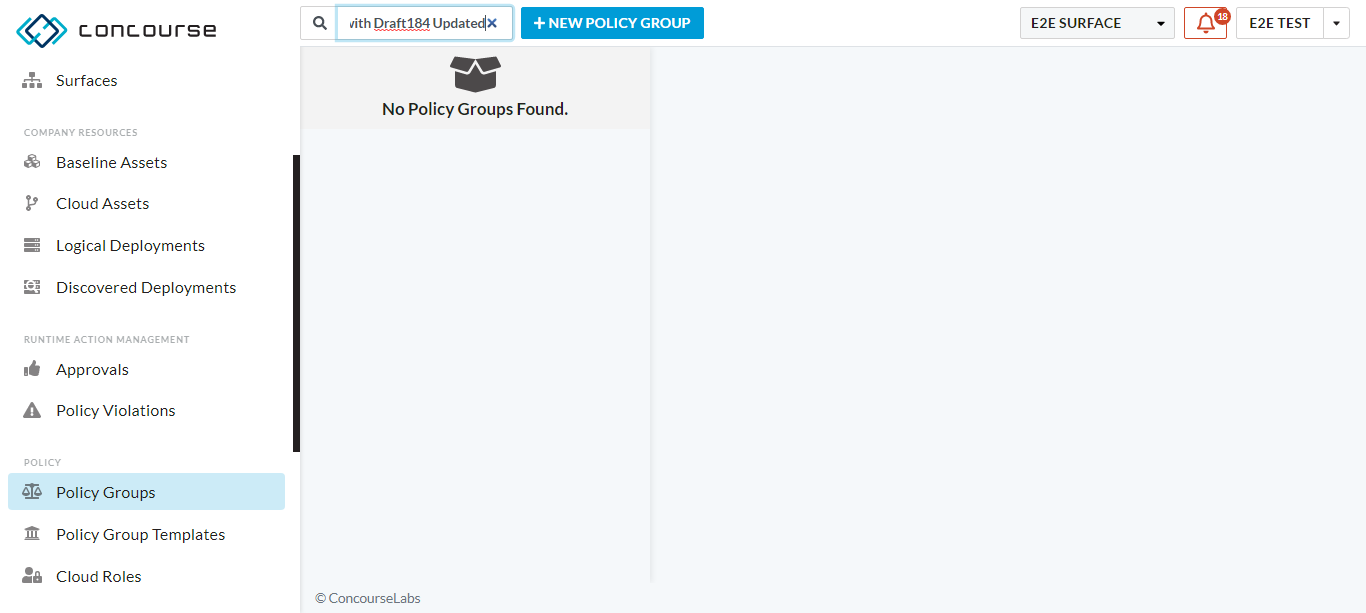 concourse
with Draft184 Updated
NEW POLICY GROUP
E2E SURFACE
18
E2E TEST
Surfaces
COMPANY RESOURCES
Baseline Assets
Cloud Assets
Logical Deployments
Discovered Deployments
RUNTIME ACTION MANAGEMENT
Approvals
Policy Violations
POLICY
Policy Groups
Policy Group Templates
Cloud Roles
No Policy Groups Found.
© ConcourseLabs